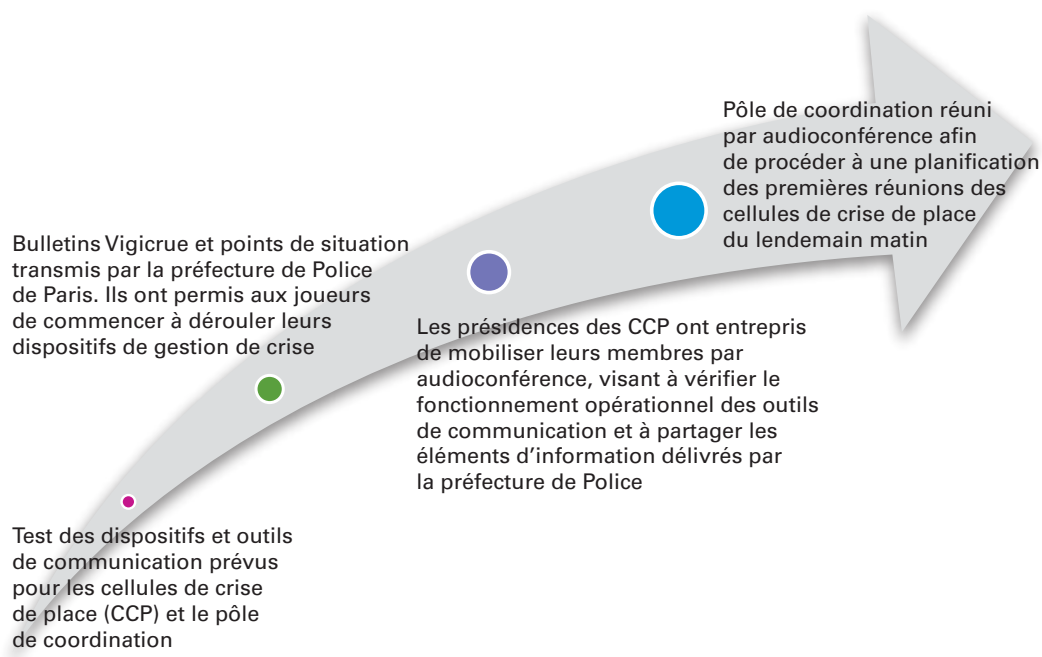 Pôle de coordination réuni
par audioconférence afin
de procéder à une planification
des premières réunions des
cellules de crise de place
du lendemain matin
Bulletins Vigicrue et points de situation
transmis par la préfecture de Police
de Paris. Ils ont permis aux joueurs
de commencer à dérouler leurs
dispositifs de gestion de crise
Les présidences des CCP ont entrepris
de mobiliser leurs membres par
audioconférence, visant à vérifier le
fonctionnement opérationnel des outils
de communication et à partager les
éléments d’information délivrés par
la préfecture de Police
Test des dispositifs et outils
de communication prévus
pour les cellules de crise
de place (CCP) et le pôle
de coordination